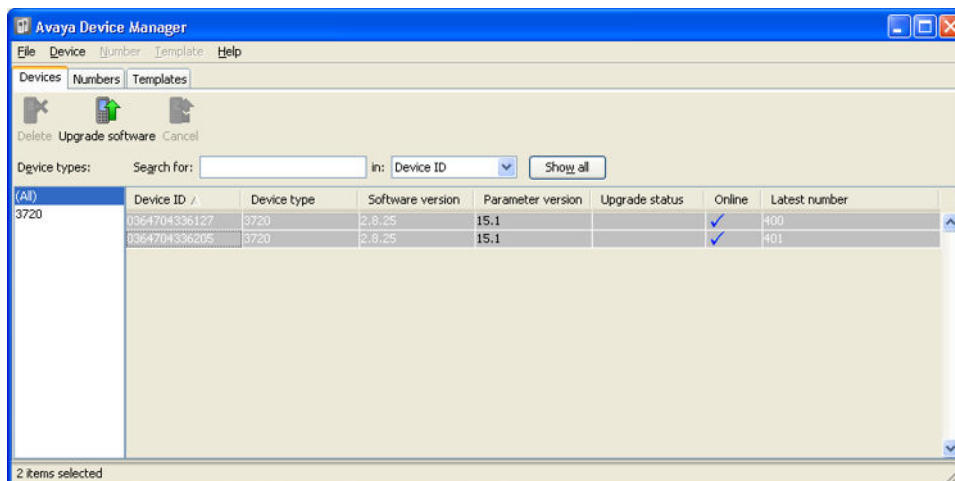 Avaya Device Manager
File Device Number Template Help
Devices Numbers Templates
Delete Upgrade software Cancel
Device types: Search for: in: Device ID Show all
(All) Device ID Device type Software version Parameter version Upgrade status Online Latest number
3720 0364704336127 3720 2.8.25 15.1 400
0364704336205 3720 2.8.25 15.1 401
2 items selected